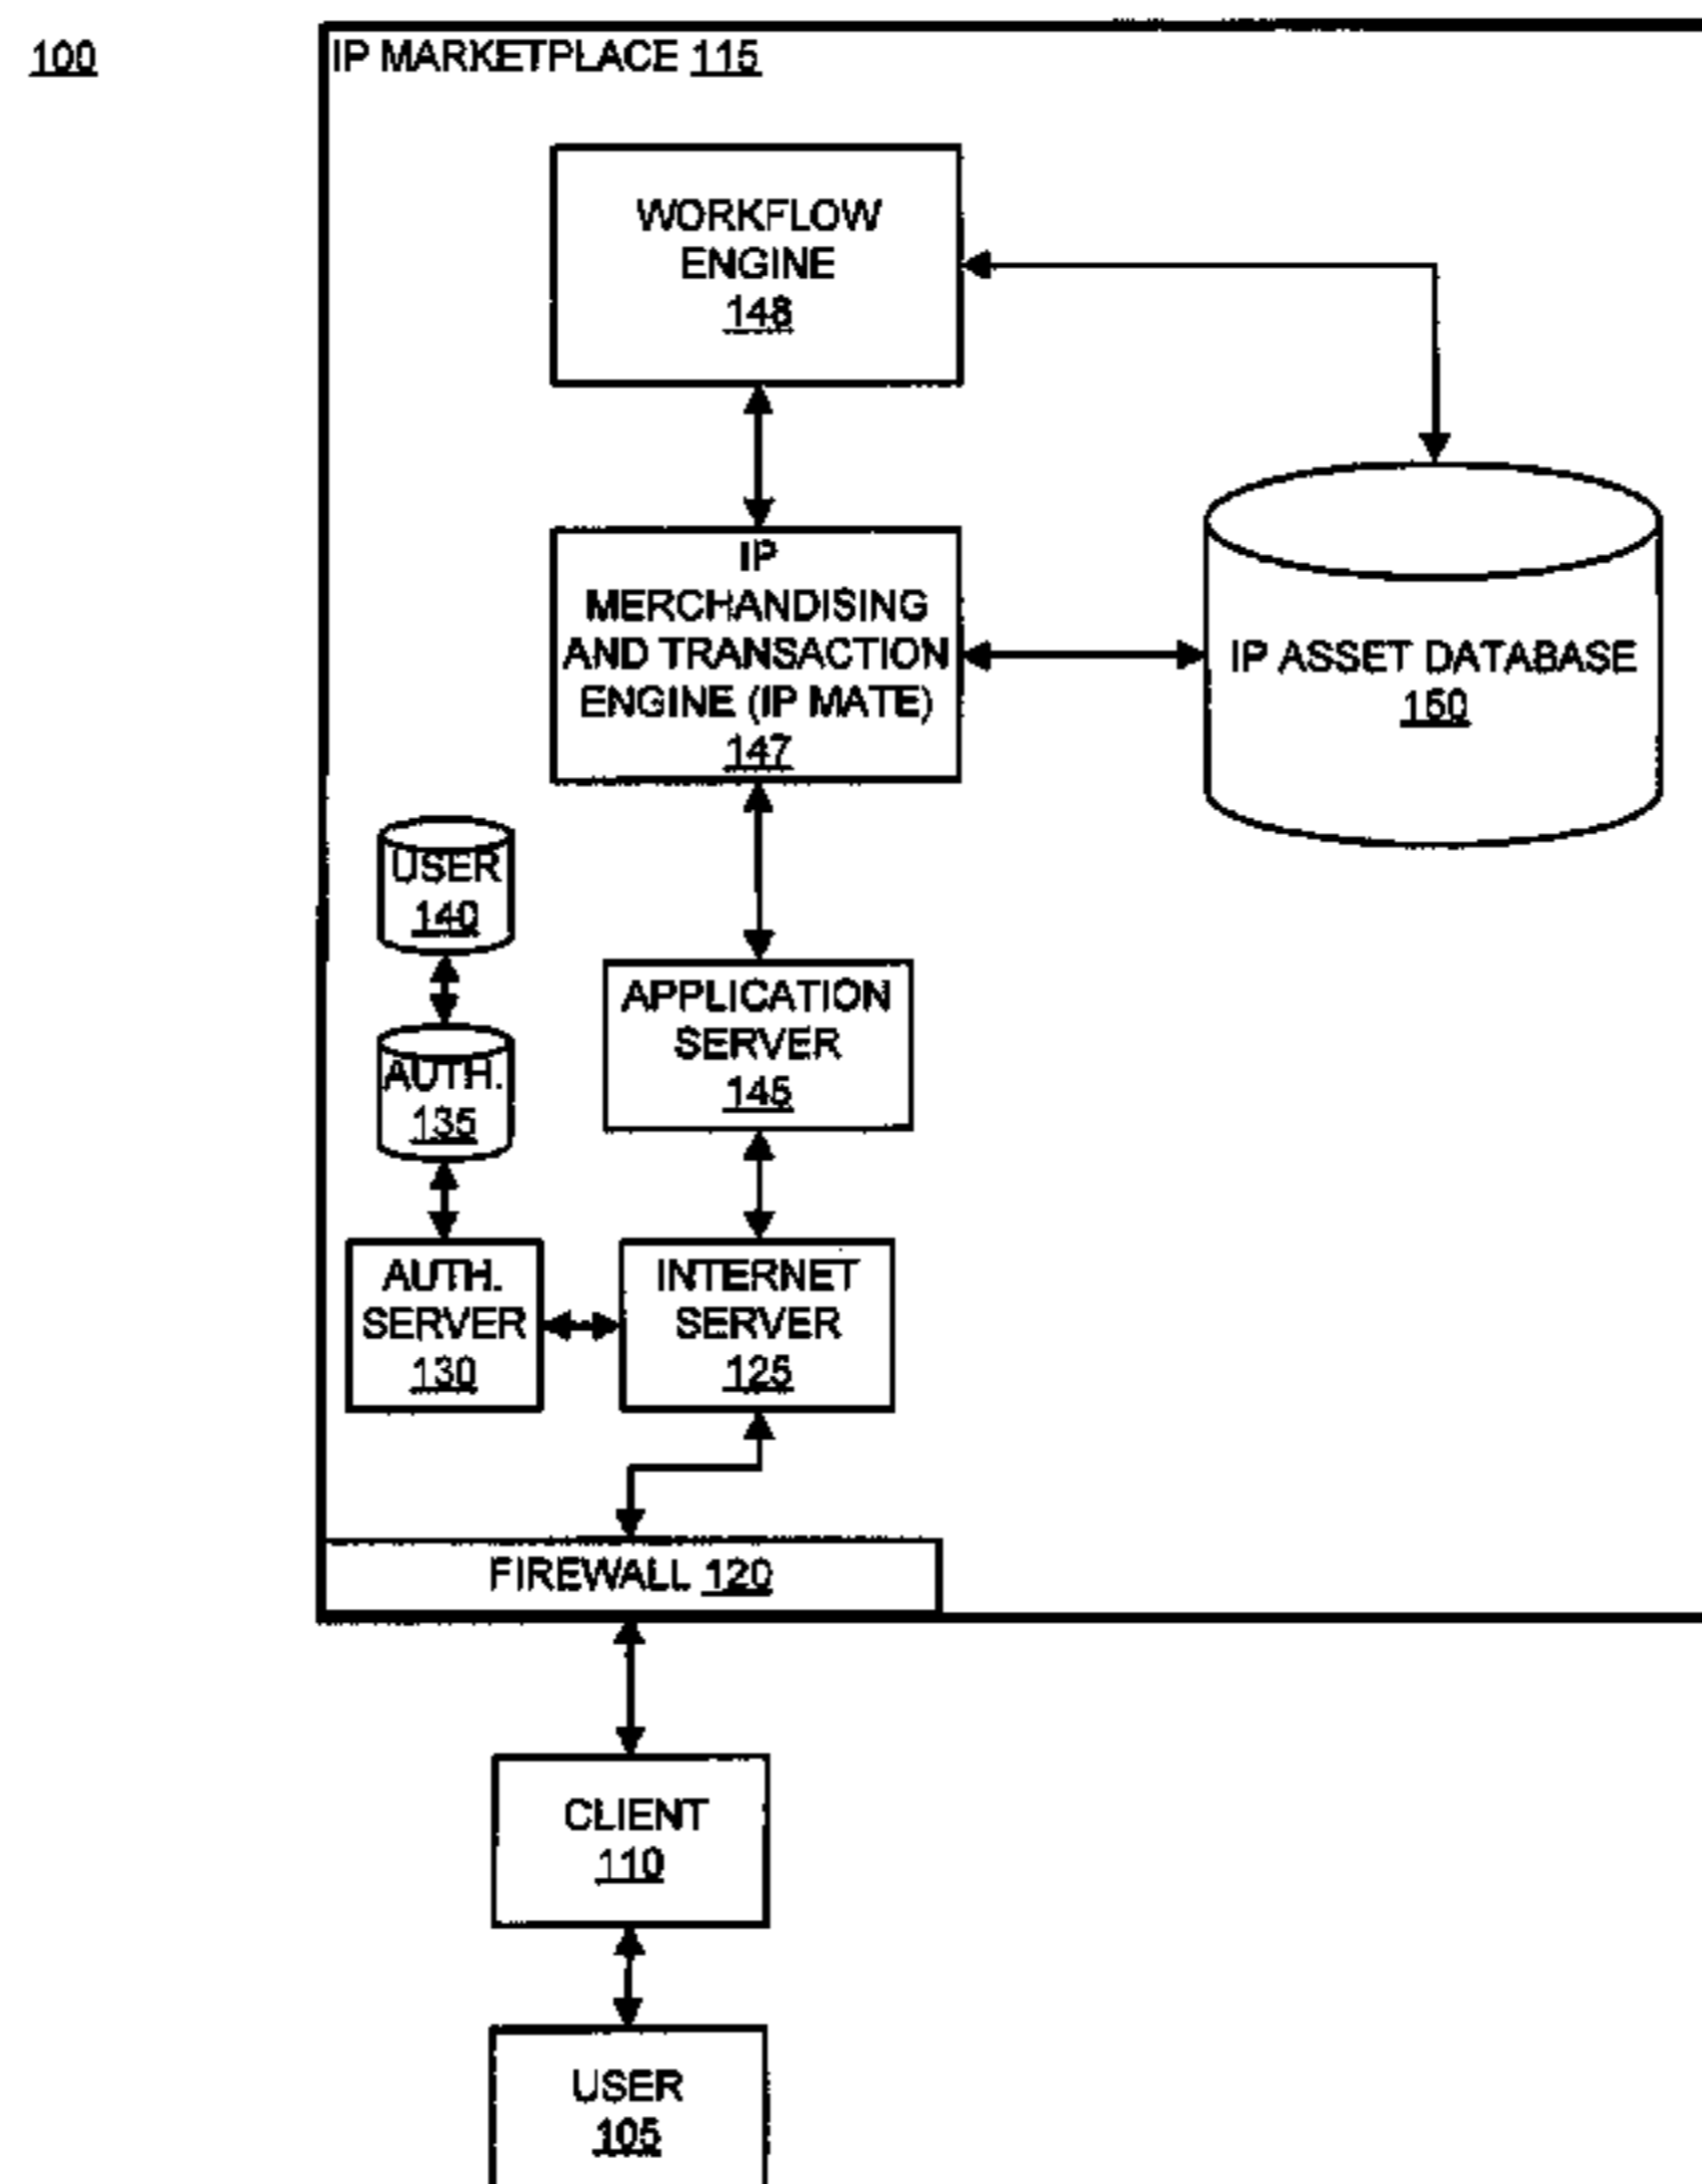 100
IP MARKETPLACE 115
WORKFLOW
ENGINE
148
IP
MERCHANDISING
AND TRANSACTION
ENGINE (IP MATE)
147
IP ASSET DATABASE
150
USER
140
AUTH.
135
APPLICATION
SERVER
145
AUTH.
SERVER
130
INTERNET
SERVER
125
FIREWALL 120
CLIENT
110
USER
105